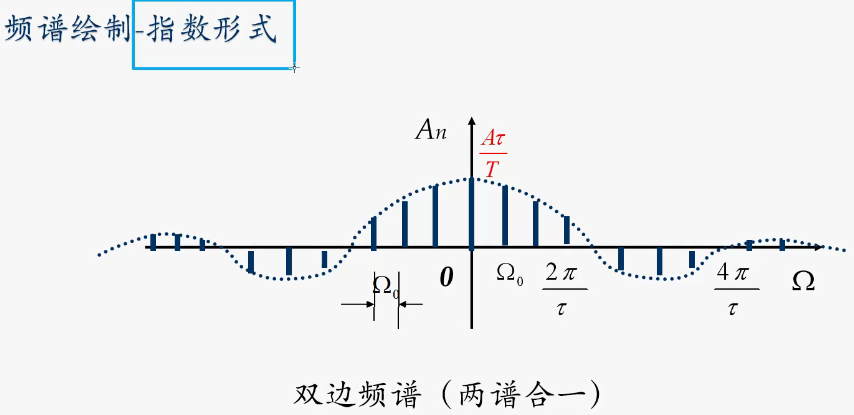 频谱绘制-指数形式
An
Aτ
T
Ω₀
0
Ω₀
2π
τ
4π
τ
Ω
双边频谱（两谱合一）